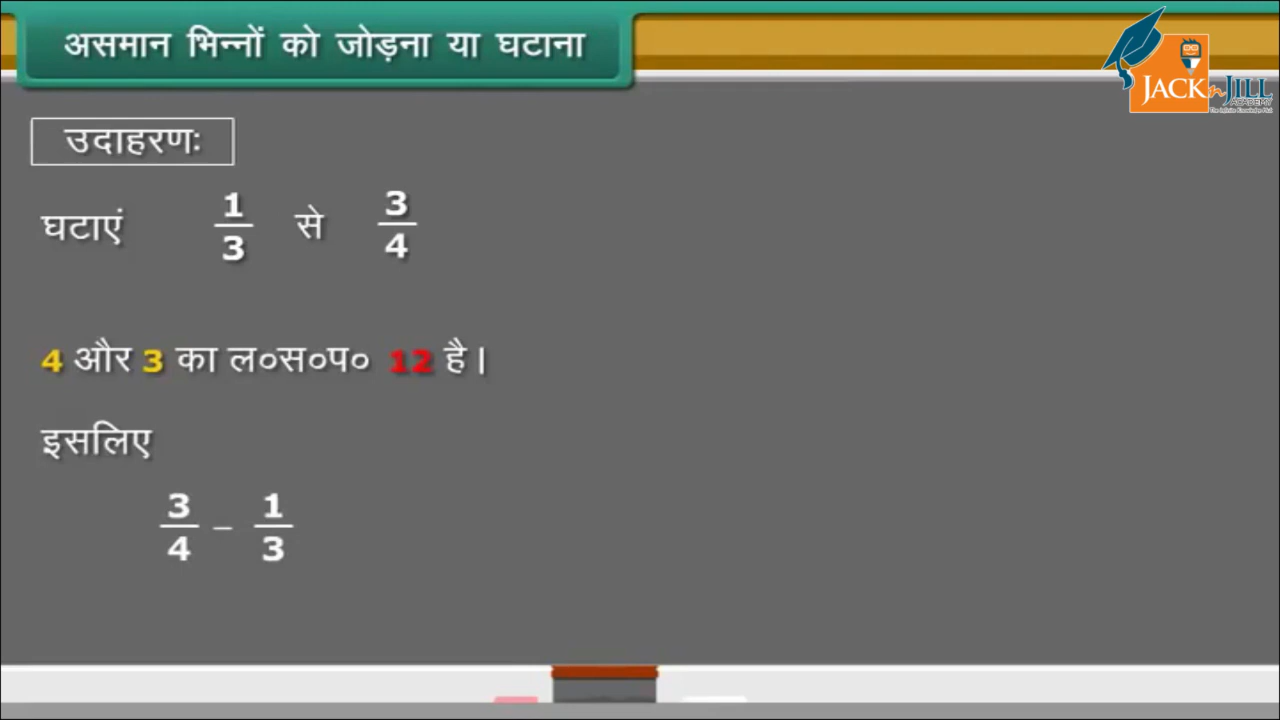 असमान भिन्नों को जोड़ना या घटाना
JACK n JILL
ACADEMY
उदाहरणः
घटाएं 1/3 से 3/4
4 और 3 का ल०स०प० 12 है।
इसलिए
3/4 – 1/3